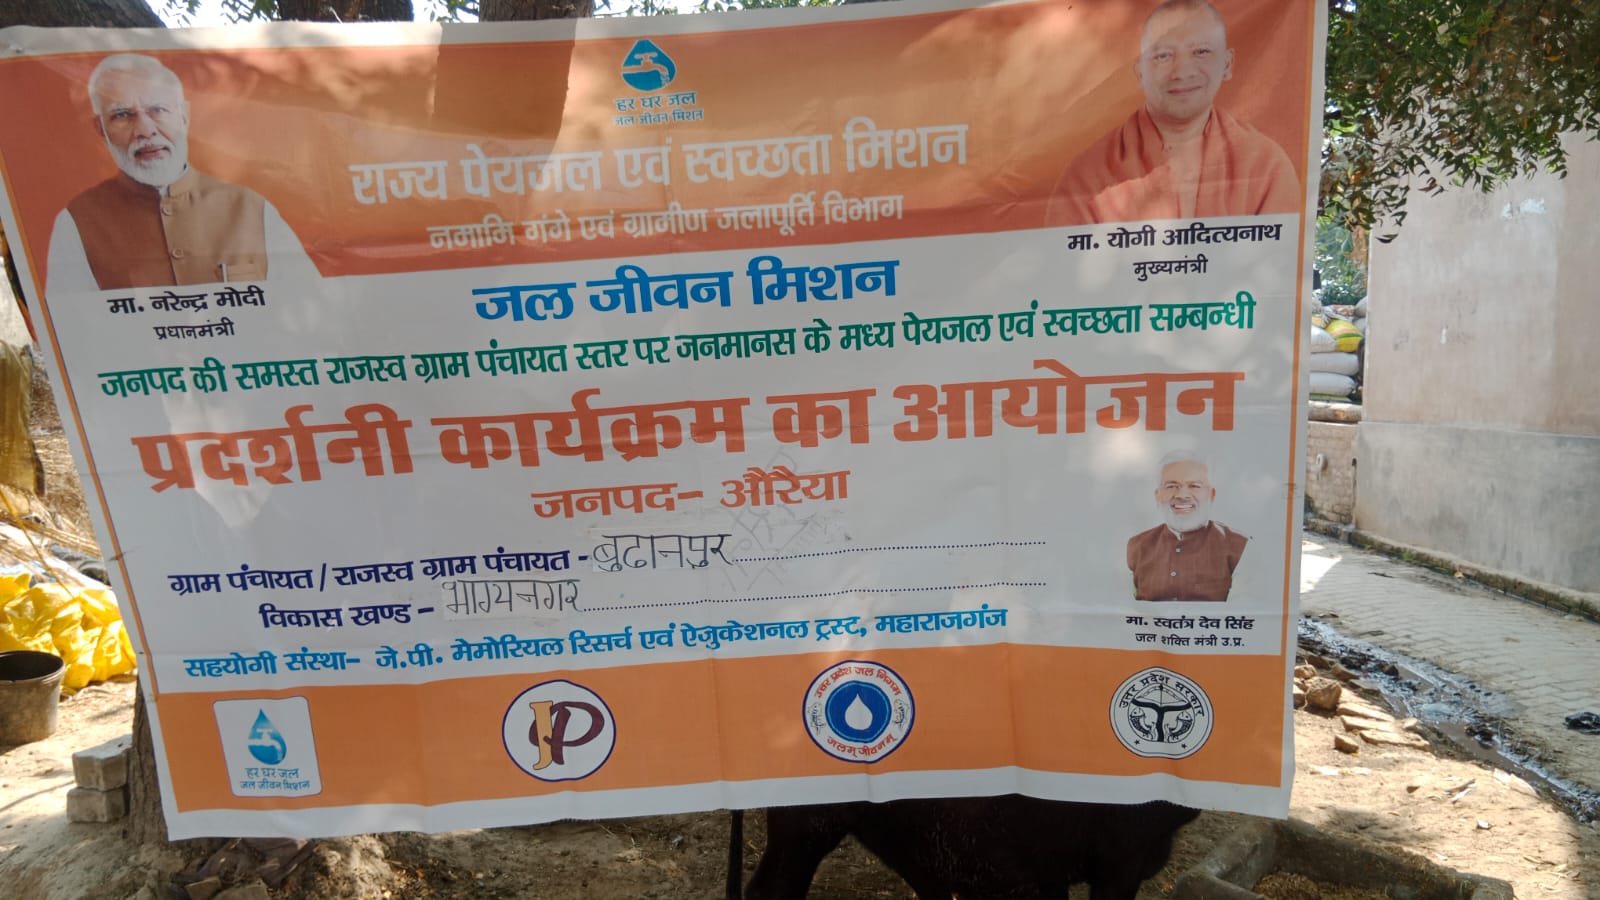 हर घर जल
जल जीवन मिशन
राज्य पेयजल एवं स्वच्छता मिशन
नमामि गंगे एवं ग्रामीण जलापूर्ति विभाग
मा. नरेन्द्र मोदी
प्रधानमंत्री
मा. योगी आदित्यनाथ
मुख्यमंत्री
जल जीवन मिशन
जनपद की समस्त राजस्व ग्राम पंचायत स्तर पर जनमानस के मध्य पेयजल एवं स्वच्छता सम्बन्धी
प्रदर्शनी कार्यक्रम का आयोजन
जनपद- औरैया
ग्राम पंचायत / राजस्व ग्राम पंचायत - बुढानपुर
विकास खण्ड - भाग्यनगर
मा. स्वतंत्र देव सिंह
जल शक्ति मंत्री उ.प्र.
सहयोगी संस्था- जे.पी. मेमोरियल रिसर्च एवं ऐजुकेशनल ट्रस्ट, महाराजगंज
हर घर जल
जल जीवन मिशन
JP
उत्तर प्रदेश जल निगम
जलम् जीवनम्
उत्तर प्रदेश सरकार